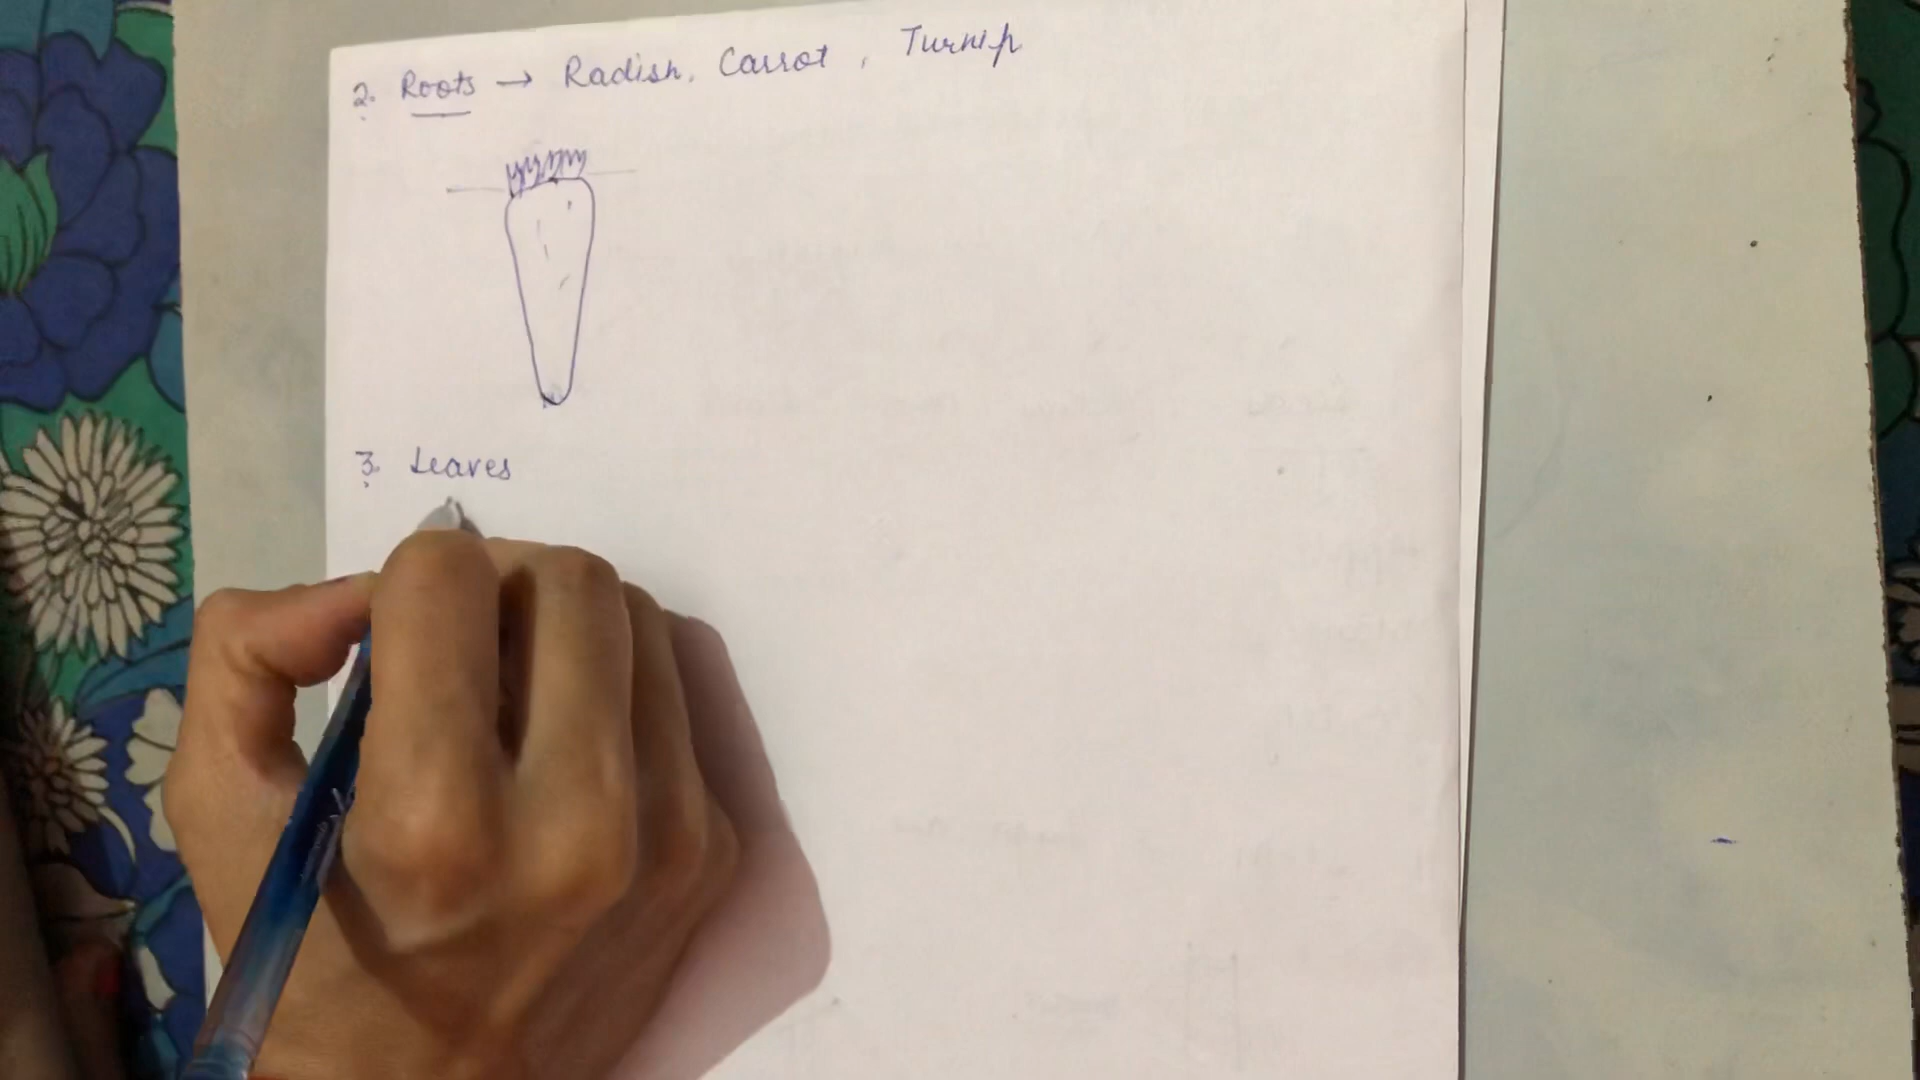 2. Roots → Radish, Carrot, Turnip
3. Leaves